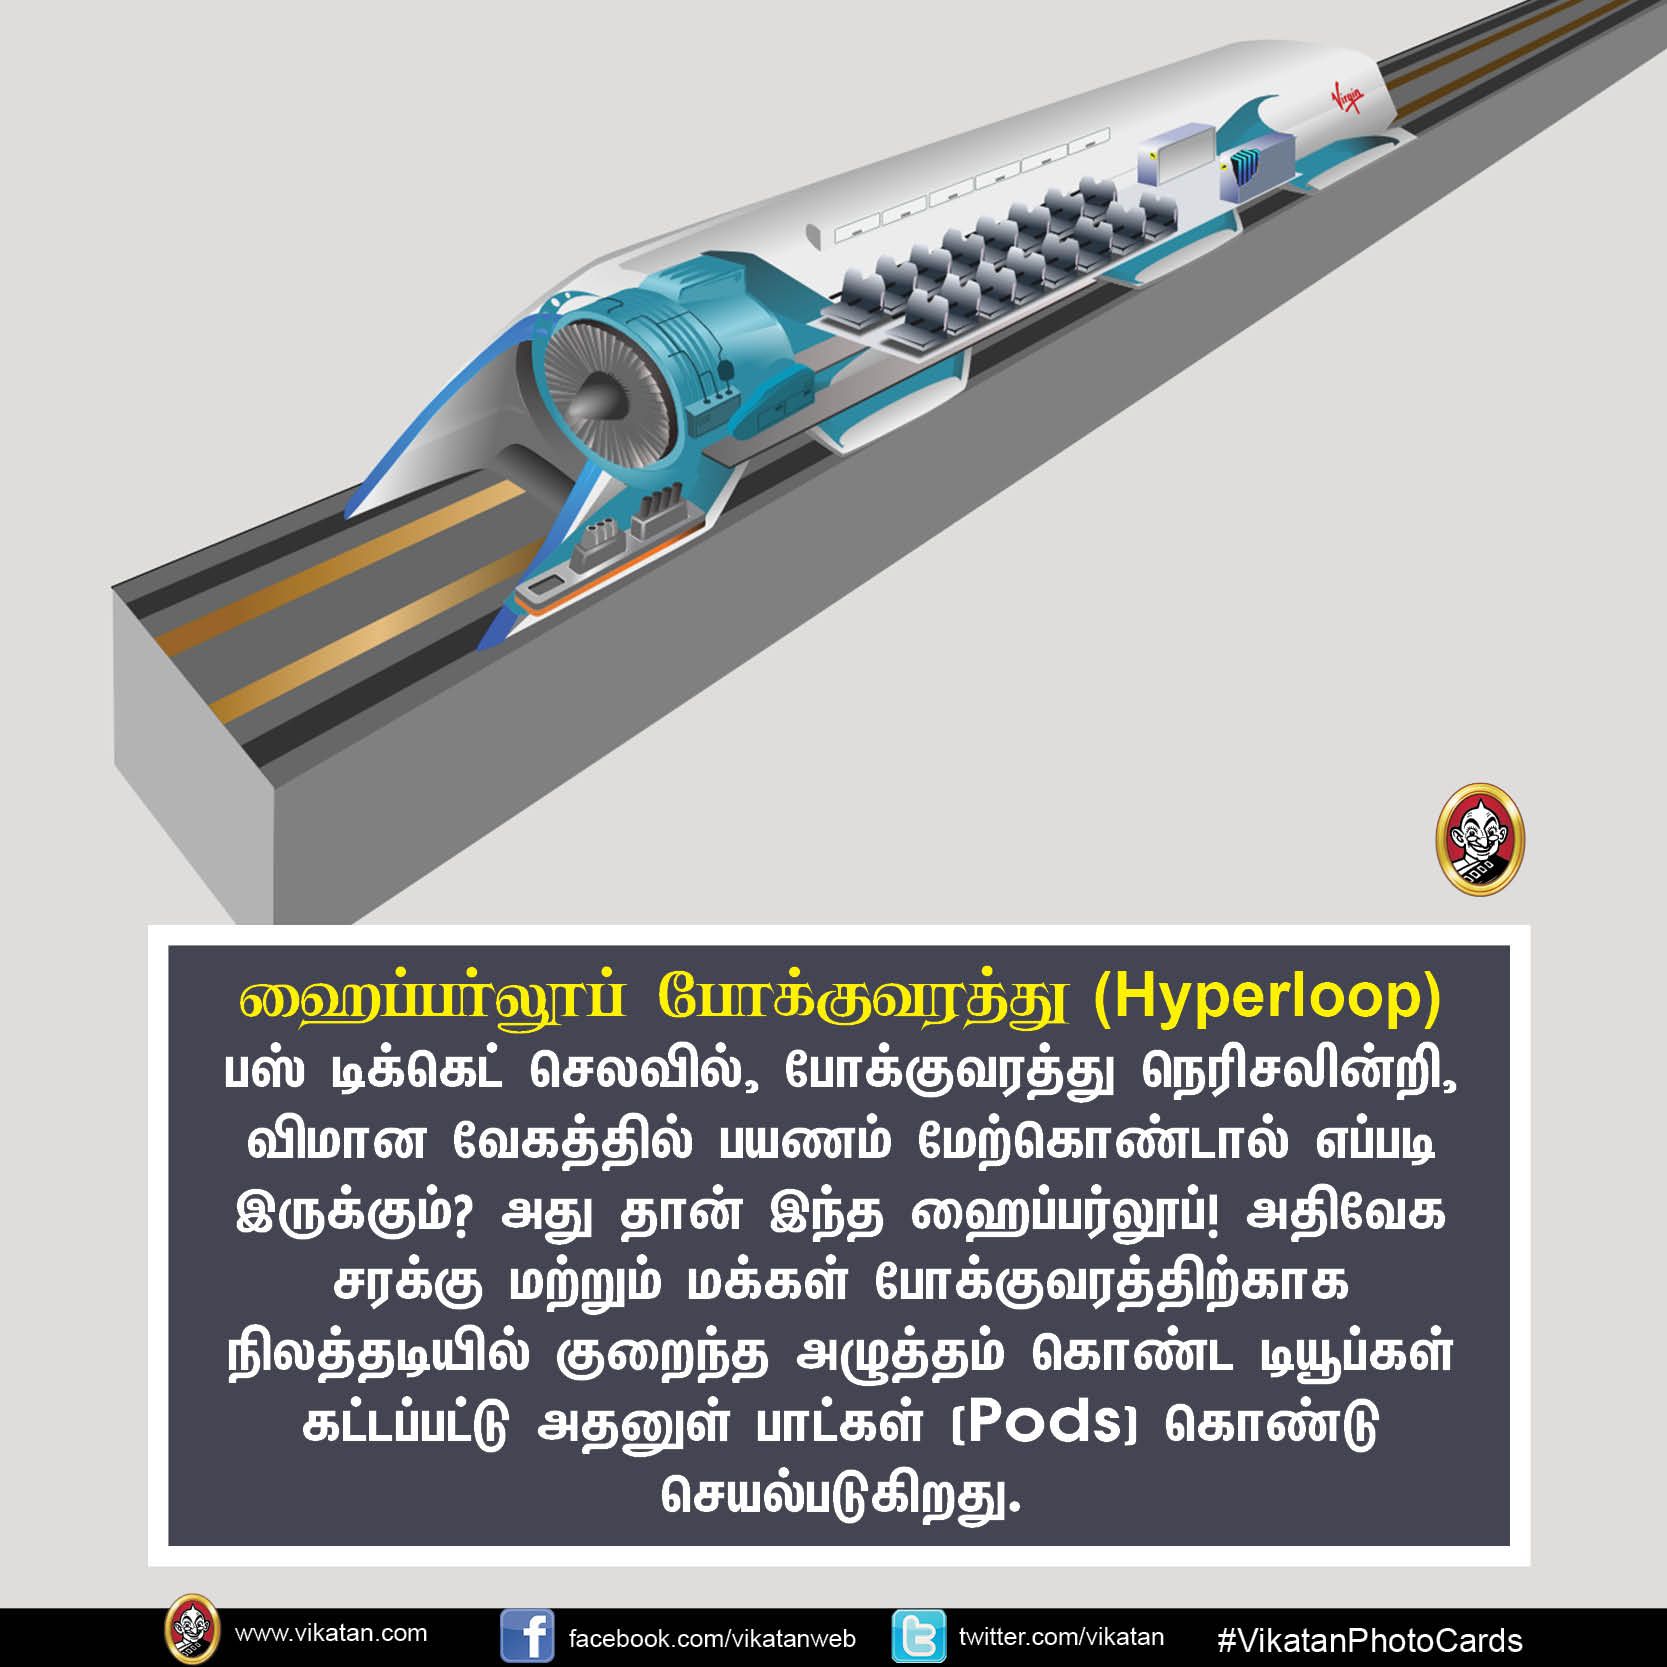 Virgin
ஹைப்பர்லூப் போக்குவரத்து (Hyperloop)
பஸ் டிக்கெட் செலவில், போக்குவரத்து நெரிசலின்றி,
விமான வேகத்தில் பயணம் மேற்கொண்டால் எப்படி
இருக்கும்? அது தான் இந்த ஹைப்பர்லூப்! அதிவேக
சரக்கு மற்றும் மக்கள் போக்குவரத்திற்காக
நிலத்தடியில் குறைந்த அழுத்தம் கொண்ட டியூப்கள்
கட்டப்பட்டு அதனுள் பாட்கள் (Pods) கொண்டு
செயல்படுகிறது.
www.vikatan.com facebook.com/vikatanweb twitter.com/vikatan #VikatanPhotoCards